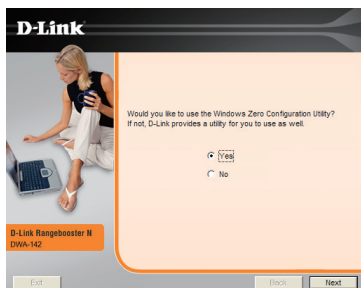 D-Link
Would you like to use the Windows Zero Configuration Utility?
If not, D-Link provides a utility for you to use as well.
Yes
No
D-Link Rangebooster N
DWA-142
Exit
Back
Next